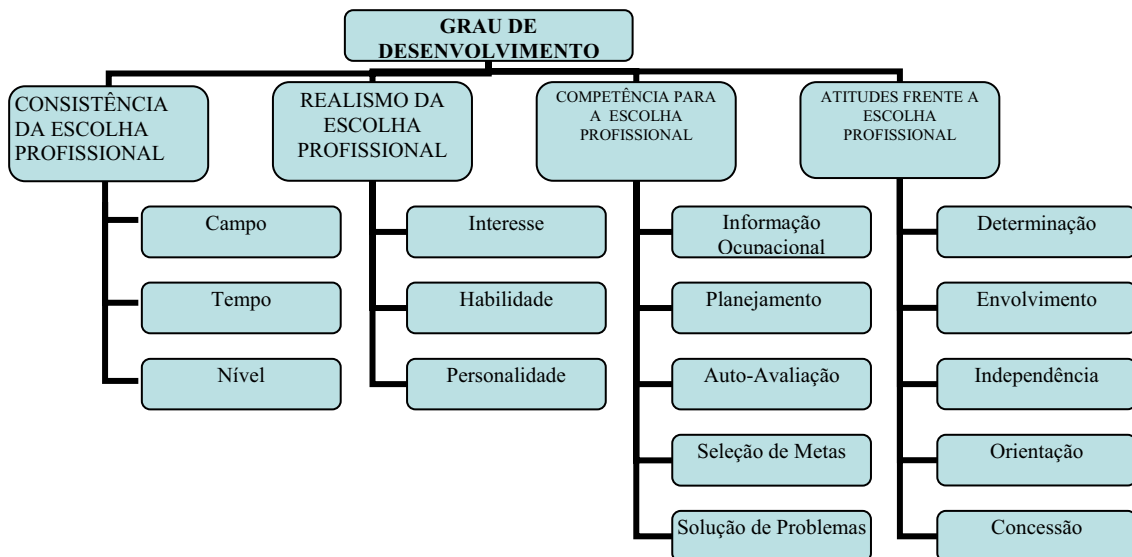 GRAU DE
DESENVOLVIMENTO
CONSISTÊNCIA
DA ESCOLHA
PROFISSIONAL
REALISMO DA
ESCOLHA
PROFISSIONAL
COMPETÊNCIA PARA
A ESCOLHA
PROFISSIONAL
ATITUDES FRENTE A
ESCOLHA
PROFISSIONAL
Campo
Tempo
Nível
Interesse
Habilidade
Personalidade
Informação
Ocupacional
Planejamento
Auto-Avaliação
Seleção de Metas
Solução de Problemas
Determinação
Envolvimento
Independência
Orientação
Concessão